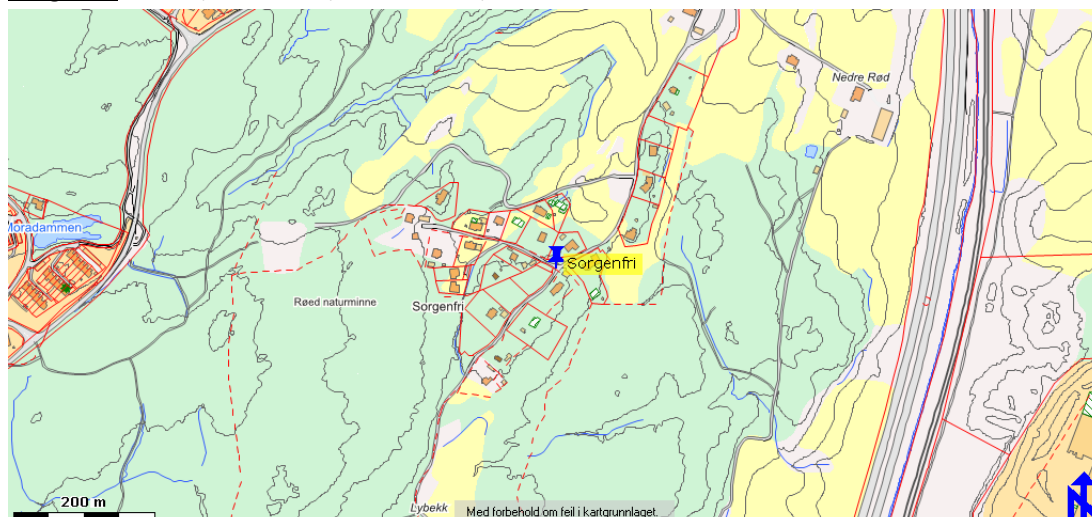 Nedre Rød
Moradammen
Sorgenfri
Røed naturminne
Sorgenfri
200 m
Lybekk
Med forbehold om feil i kartgrunnlaget.
N